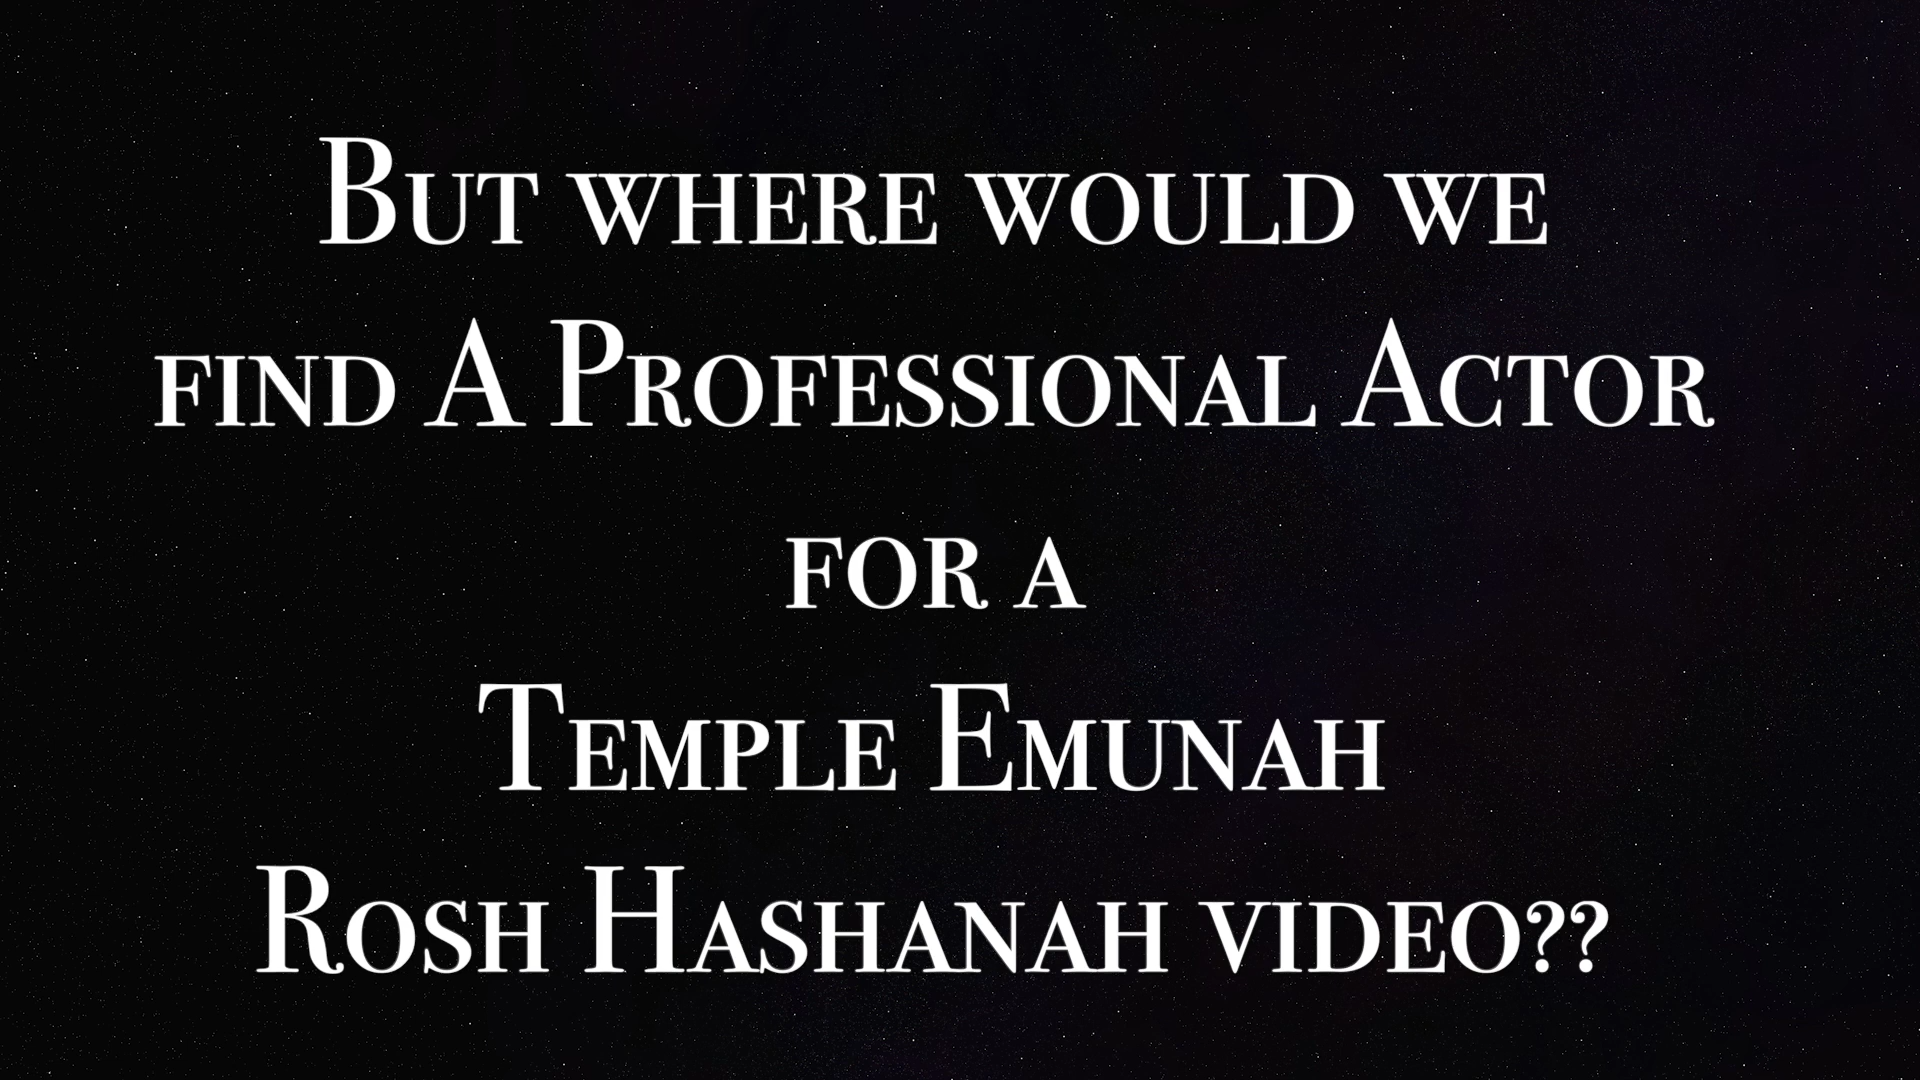 But where would we
find A Professional Actor
for a
Temple Emunah
Rosh Hashanah video??